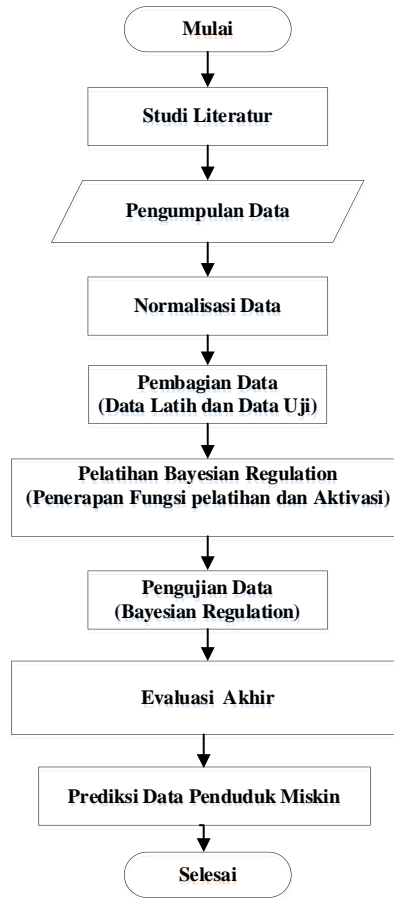 Mulai
Studi Literatur
Pengumpulan Data
Normalisasi Data
Pembagian Data
(Data Latih dan Data Uji)
Pelatihan Bayesian Regulation
(Penerapan Fungsi pelatihan dan Aktivasi)
Pengujian Data
(Bayesian Regulation)
Evaluasi Akhir
Prediksi Data Penduduk Miskin
Selesai